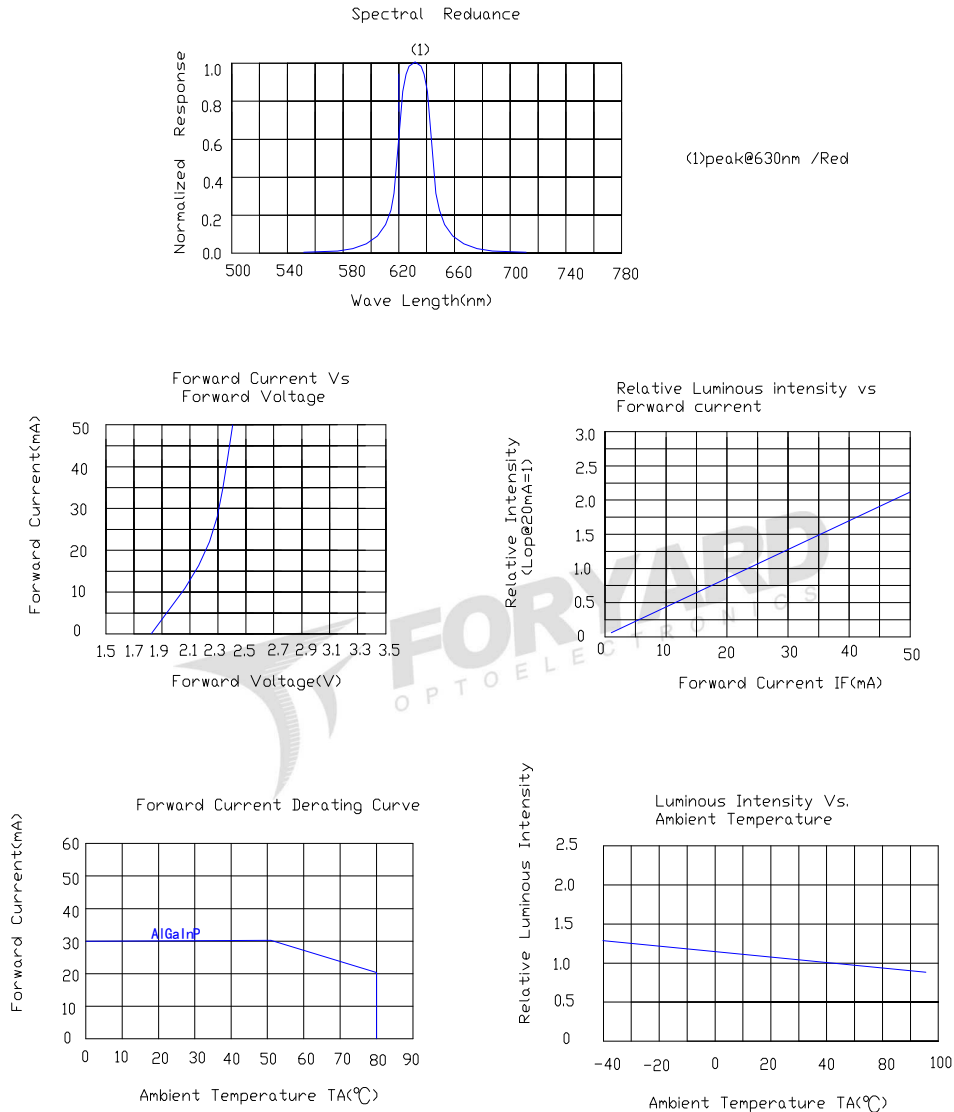 Spectral Reduance
(1)
Normalized Response
1.0
0.8
0.6
0.4
0.2
0.0
500 540 580 620 660 700 740 780
Wave Length(nm)
(1)peak@630nm /Red
Forward Current Vs
Forward Voltage
Forward Current(mA)
50
40
30
20
10
0
1.5 1.7 1.9 2.1 2.3 2.5 2.7 2.9 3.1 3.3 3.5
Forward Voltage(V)
Relative Luminous intensity vs
Forward current
Relative Intensity
(Lop@20mA=1)
3.0
2.5
2.0
1.5
1.0
0.5
0
0 10 20 30 40 50
Forward Current IF(mA)
FORYARD
OPTOELECTRONICS
Forward Current Derating Curve
Forward Current(mA)
60
50
40
30
20
10
0
AlGaInP
0 10 20 30 40 50 60 70 80 90
Ambient Temperature TA(℃)
Luminous Intensity Vs.
Ambient Temperature
Relative Luminous Intensity
2.5
2.0
1.5
1.0
0.5
0
-40 -20 0 20 40 60 80 100
Ambient Temperature TA(℃)